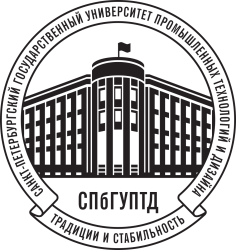 САНКТ-ПЕТЕРБУРГСКИЙ ГОСУДАРСТВЕННЫЙ УНИВЕРСИТЕТ ПРОМЫШЛЕННЫХ ТЕХНОЛОГИЙ И ДИЗАЙНА
СПбГУПТД
ТРАДИЦИИ И СТАБИЛЬНОСТЬ